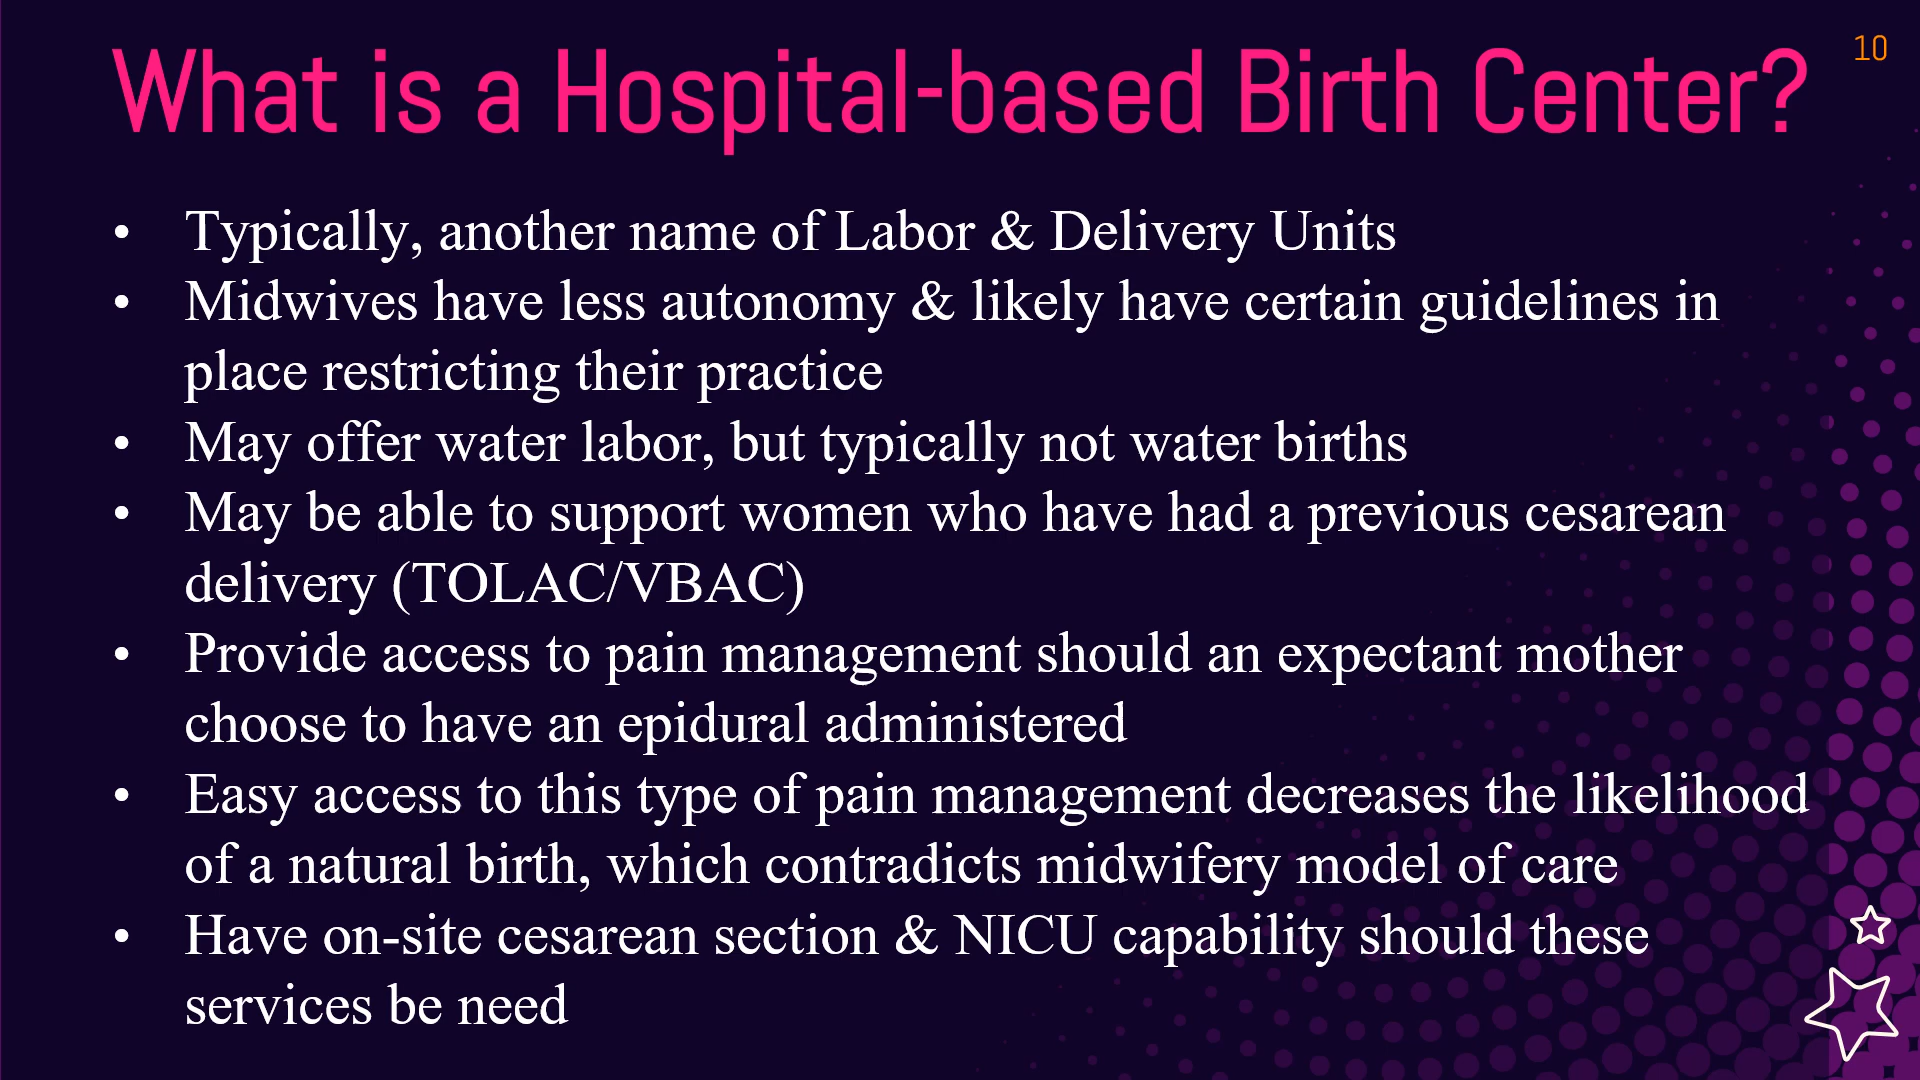 What is a Hospital-based Birth Center?
10
• Typically, another name of Labor & Delivery Units
• Midwives have less autonomy & likely have certain guidelines in
place restricting their practice
• May offer water labor, but typically not water births
• May be able to support women who have had a previous cesarean
delivery (TOLAC/VBAC)
• Provide access to pain management should an expectant mother
choose to have an epidural administered
• Easy access to this type of pain management decreases the likelihood
of a natural birth, which contradicts midwifery model of care
• Have on-site cesarean section & NICU capability should these
services be need